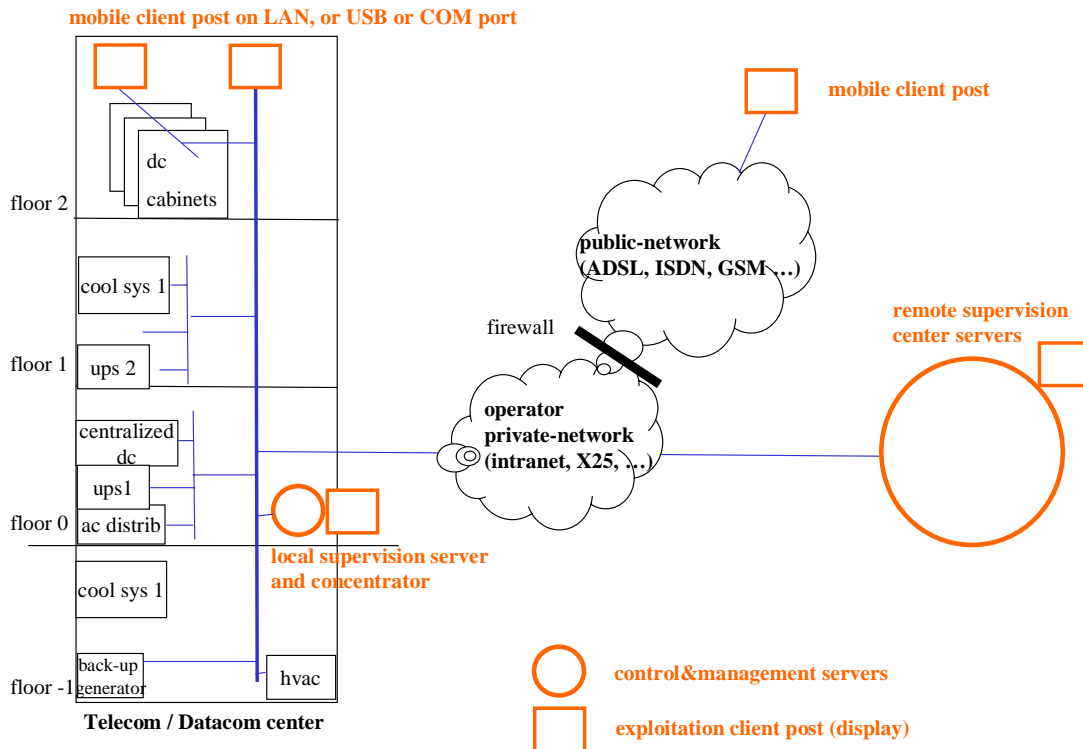 mobile client post on LAN, or USB or COM port
mobile client post
dc
cabinets
floor 2
public-network
(ADSL, ISDN, GSM …)
cool sys 1
remote supervision
center servers
firewall
floor 1
ups 2
operator
private-network
(intranet, X25, …)
centralized
dc
ups1
floor 0
ac distrib
local supervision server
and concentrator
cool sys 1
back-up
generator
floor -1
hvac
control&management servers
Telecom / Datacom center
exploitation client post (display)